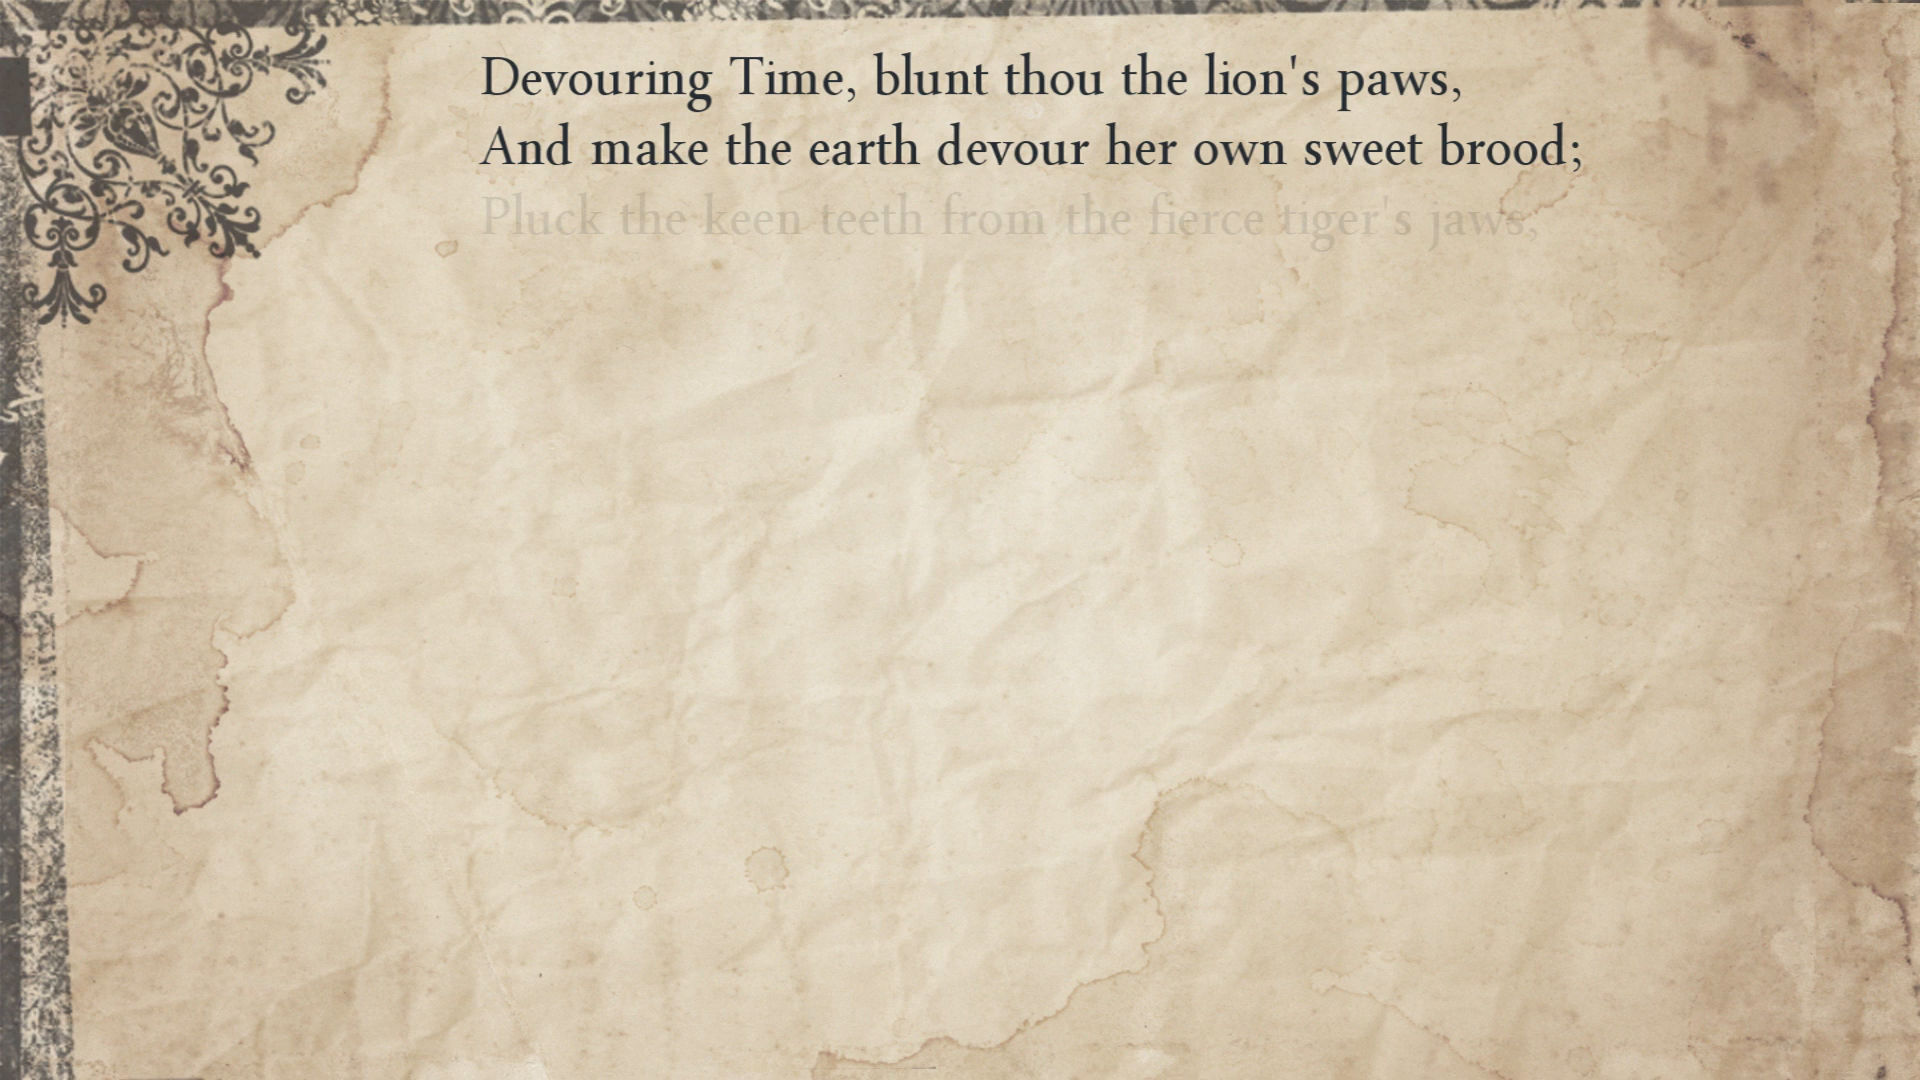 Devouring Time, blunt thou the lion's paws,
And make the earth devour her own sweet brood;
Pluck the keen teeth from the fierce tiger's jaws,